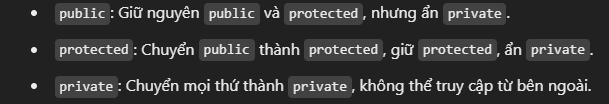 • public: Giữ nguyên public và protected, nhưng ẩn private.
• protected: Chuyển public thành protected, giữ protected, ẩn private.
• private: Chuyển mọi thứ thành private, không thể truy cập từ bên ngoài.